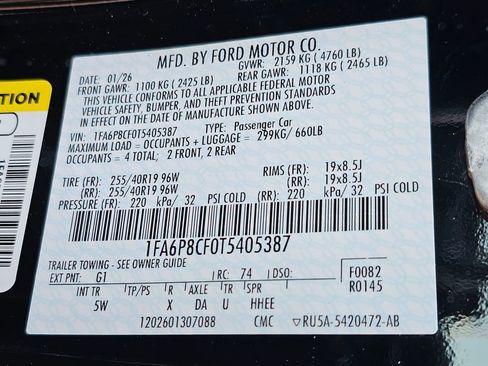 MFD. BY FORD MOTOR CO.
DATE: 01/26 GVWR: 2159 KG ( 4760 LB)
FRONT GAWR: 1100 KG ( 2425 LB) REAR GAWR: 1118 KG ( 2465 LB)
THIS VEHICLE CONFORMS TO ALL APPLICABLE FEDERAL MOTOR
VEHICLE SAFETY, BUMPER, AND THEFT PREVENTION STANDARDS
IN EFFECT ON THE DATE OF MANUFACTURE SHOWN ABOVE.
VIN: 1FA6P8CF0T5405387 TYPE: Passenger Car
MAXIMUM LOAD = OCCUPANTS + LUGGAGE = 299KG/ 660LB
OCCUPANTS = 4 TOTAL; 2 FRONT, 2 REAR
TIRE (FR): 255/40R19 96W RIMS (FR): 19x8.5J
(RR): 255/40R19 96W (RR): 19x8.5J
PRESSURE (FR): 220 kPa/ 32 PSI COLD (RR): 220 kPa/ 32 PSI COLD
1FA6P8CF0T5405387
TRAILER TOWING - SEE OWNER GUIDE
EXT PNT: G1 RC: 74 DSO: F0082
R0145
INT TR TP/PS R AXLE TR SPR
5W X DA U HHEE
1202601307088 CMC RU5A-5420472-AB